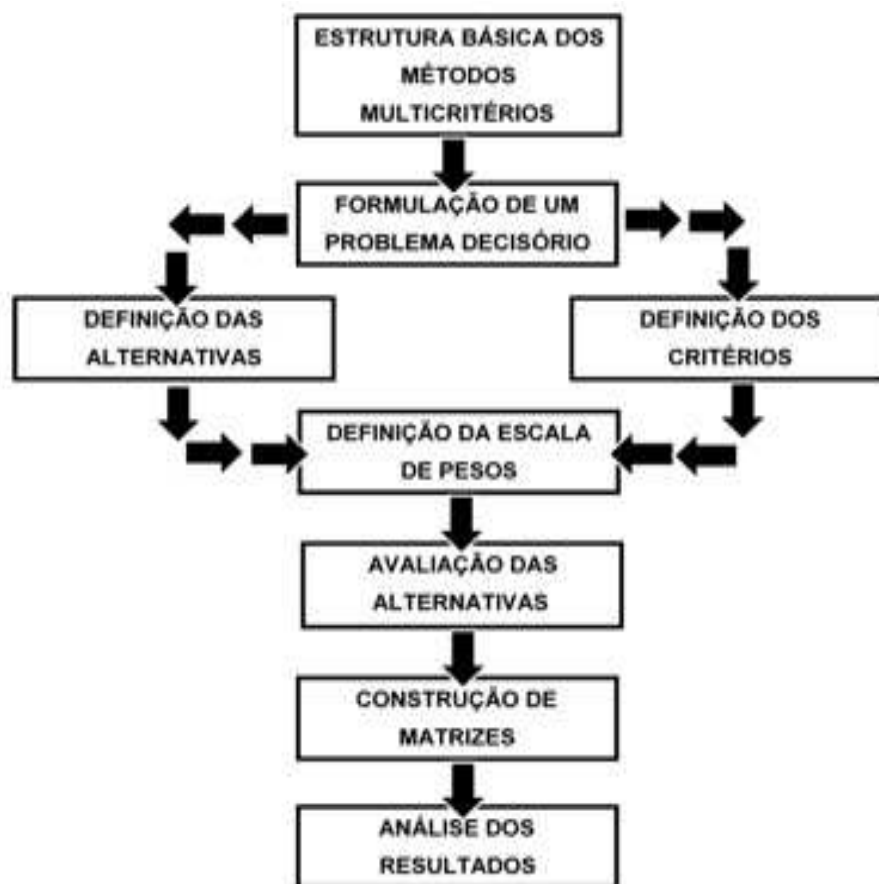 ESTRUTURA BÁSICA DOS
MÉTODOS
MULTICRITÉRIOS
FORMULAÇÃO DE UM
PROBLEMA DECISÓRIO
DEFINIÇÃO DAS
ALTERNATIVAS
DEFINIÇÃO DOS
CRITÉRIOS
DEFINIÇÃO DA ESCALA
DE PESOS
AVALIAÇÃO DAS
ALTERNATIVAS
CONSTRUÇÃO DE
MATRIZES
ANÁLISE DOS
RESULTADOS